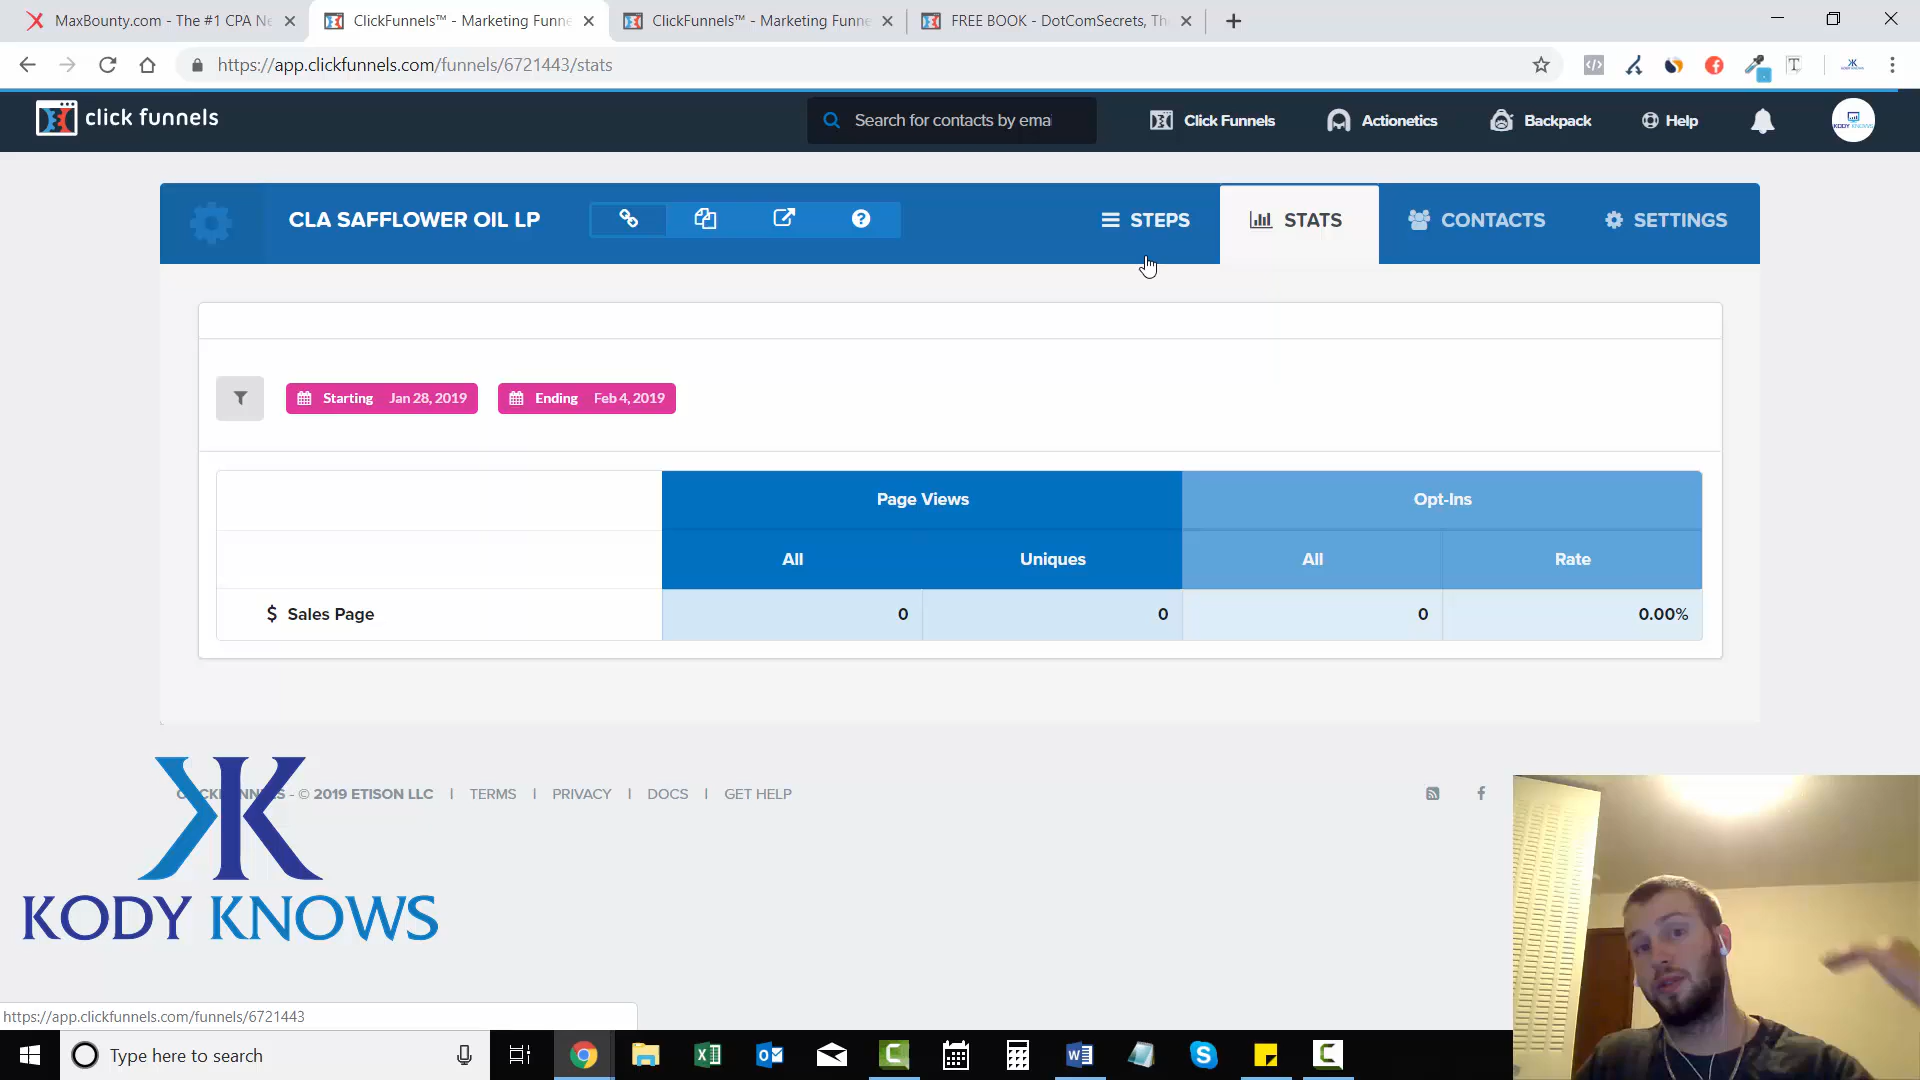 MaxBounty.com - The #1 CPA Ne
ClickFunnels™ - Marketing Funne
ClickFunnels™ - Marketing Funne
FREE BOOK - DotComSecrets, Th
https://app.clickfunnels.com/funnels/6721443/stats
click funnels
Search for contacts by emai
Click Funnels
Actionetics
Backpack
Help
CLA SAFFLOWER OIL LP
STEPS
STATS
CONTACTS
SETTINGS
Starting Jan 28, 2019
Ending Feb 4, 2019
Page Views
Opt-Ins
All
Uniques
All
Rate
$ Sales Page
0
0
0
0.00%
- © 2019 ETISON LLC | TERMS | PRIVACY | DOCS | GET HELP
KK
KODY KNOWS
https://app.clickfunnels.com/funnels/6721443
Type here to search